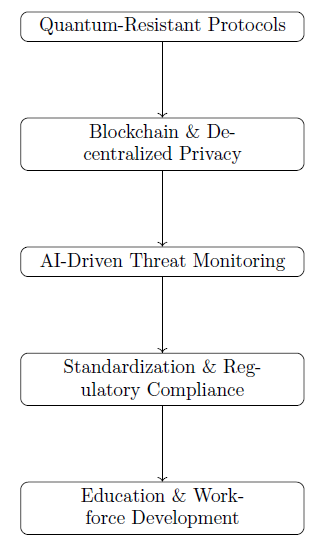 Quantum-Resistant Protocols
Blockchain & De-
centralized Privacy
AI-Driven Threat Monitoring
Standardization & Reg-
ulatory Compliance
Education & Work-
force Development